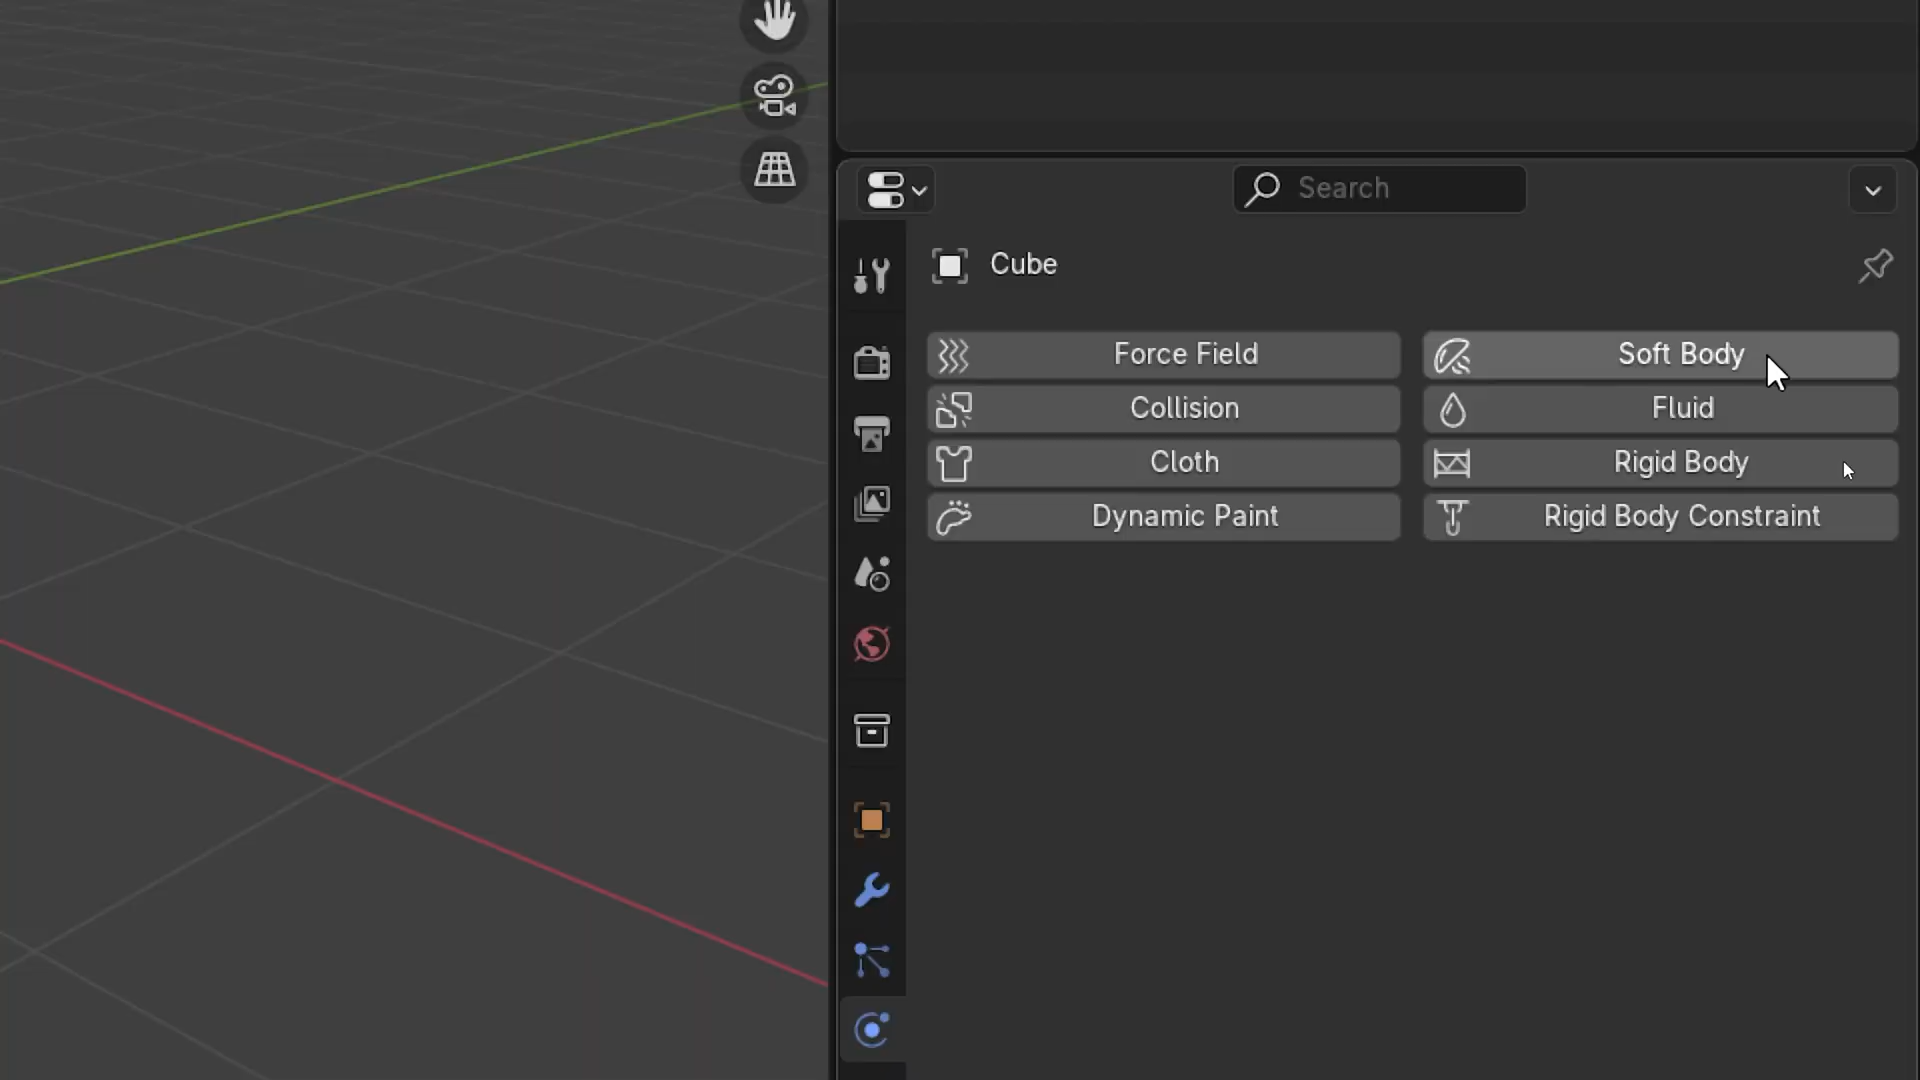 Search
Cube
Force Field
Soft Body
Collision
Fluid
Cloth
Rigid Body
Dynamic Paint
Rigid Body Constraint